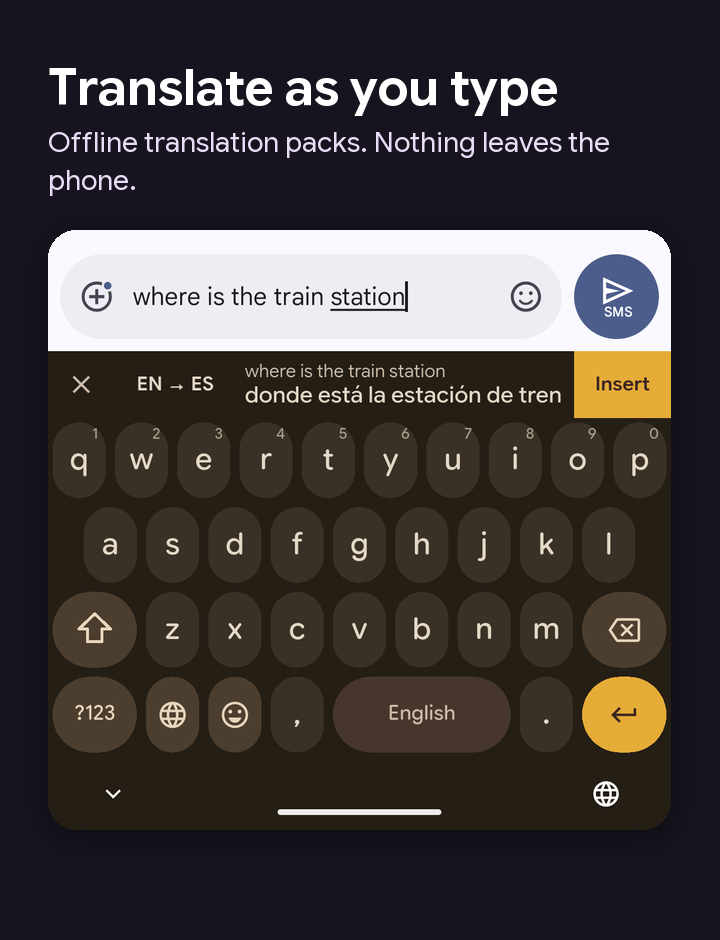 Translate as you type
Offline translation packs. Nothing leaves the
phone.
where is the train station
SMS
EN → ES
where is the train station
donde está la estación de tren
Insert
q 1 w 2 e 3 r 4 t 5 y 6 u 7 i 8 o 9 p 0
a s d f g h j k l
z x c v b n m
?123 , English .